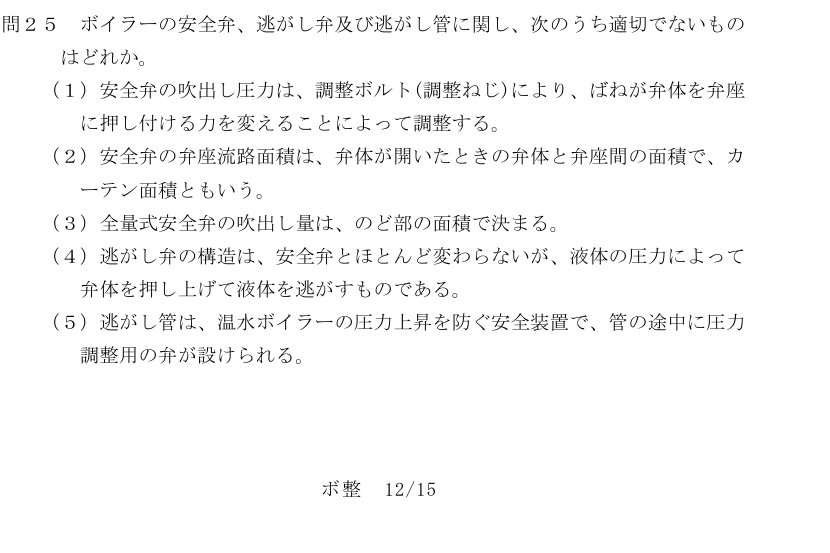 問２５　ボイラーの安全弁、逃がし弁及び逃がし管に関し、次のうち適切でないもの
はどれか。
（１）安全弁の吹出し圧力は、調整ボルト(調整ねじ)により、ばねが弁体を弁座
に押し付ける力を変えることによって調整する。
（２）安全弁の弁座流路面積は、弁体が開いたときの弁体と弁座間の面積で、カ
ーテン面積ともいう。
（３）全量式安全弁の吹出し量は、のど部の面積で決まる。
（４）逃がし弁の構造は、安全弁とほとんど変わらないが、液体の圧力によって
弁体を押し上げて液体を逃がすものである。
（５）逃がし管は、温水ボイラーの圧力上昇を防ぐ安全装置で、管の途中に圧力
調整用の弁が設けられる。
ボ整　12/15